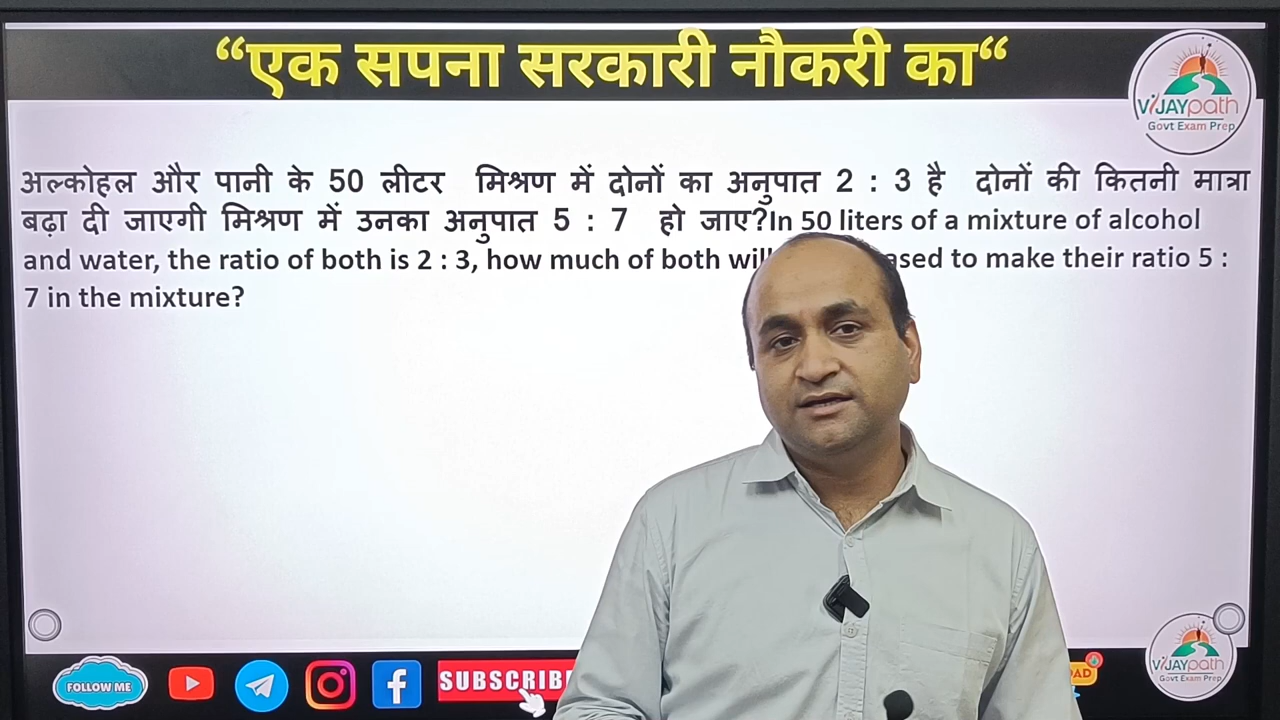 “एक सपना सरकारी नौकरी का“
VIJAYpath
Govt Exam Prep
अल्कोहल और पानी के 50 लीटर मिश्रण में दोनों का अनुपात 2 : 3 है दोनों की कितनी मात्रा
बढ़ा दी जाएगी मिश्रण में उनका अनुपात 5 : 7 हो जाए?In 50 liters of a mixture of alcohol
and water, the ratio of both is 2 : 3, how much of both will ased to make their ratio 5 :
7 in the mixture?
VIJAYpath
Govt Exam Prep
FOLLOW ME
SUBSCRIBE